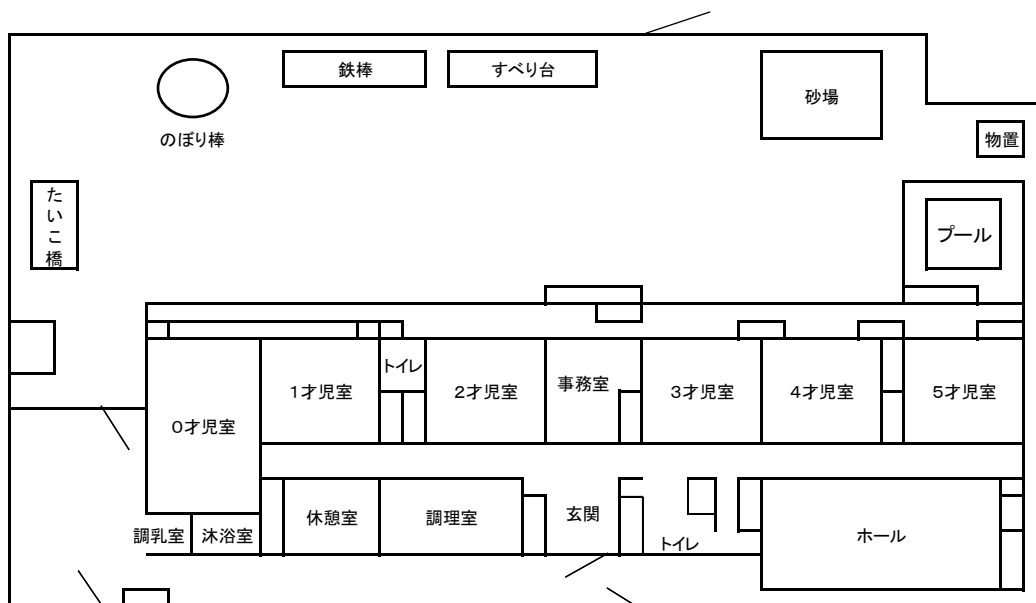 鉄棒
すべり台
砂場
のぼり棒
物置
たいこ橋
プール
トイレ
1才児室
2才児室
事務室
3才児室
4才児室
5才児室
0才児室
休憩室
調理室
玄関
ホール
調乳室
沐浴室
トイレ